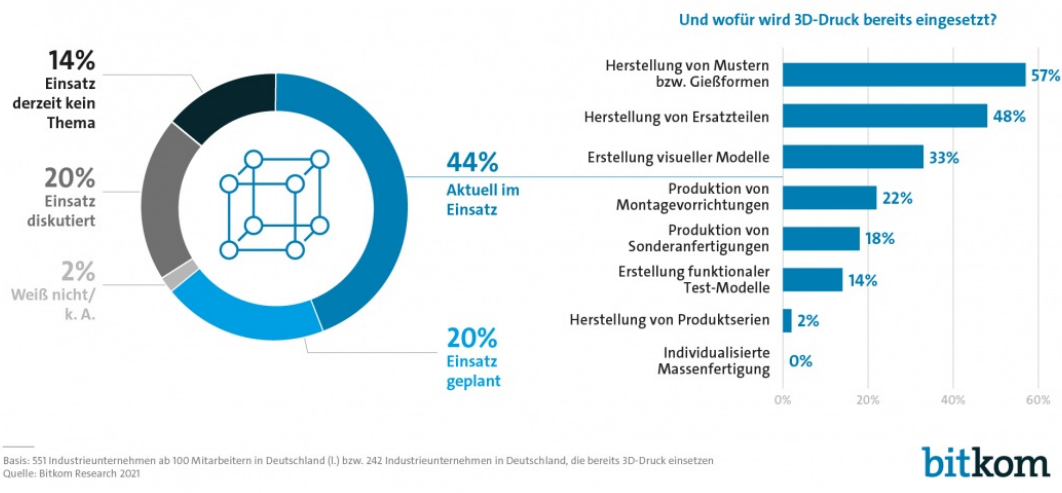 14%
Einsatz
derzeit kein
Thema
20%
Einsatz
diskutiert
2%
Weiß nicht/
k. A.
44%
Aktuell im
Einsatz
20%
Einsatz
geplant
Und wofür wird 3D-Druck bereits eingesetzt?
Herstellung von Mustern
bzw. Gießformen
57%
Herstellung von Ersatzteilen
48%
Erstellung visueller Modelle
33%
Produktion von
Montagevorrichtungen
22%
Produktion von
Sonderanfertigungen
18%
Erstellung funktionaler
Test-Modelle
14%
Herstellung von Produktserien
2%
Individualisierte
Massenfertigung
0%
0% 20% 40% 60%
Basis: 551 Industrieunternehmen ab 100 Mitarbeitern in Deutschland (l.) bzw. 242 Industrieunternehmen in Deutschland, die bereits 3D-Druck einsetzen
Quelle: Bitkom Research 2021
bitkom